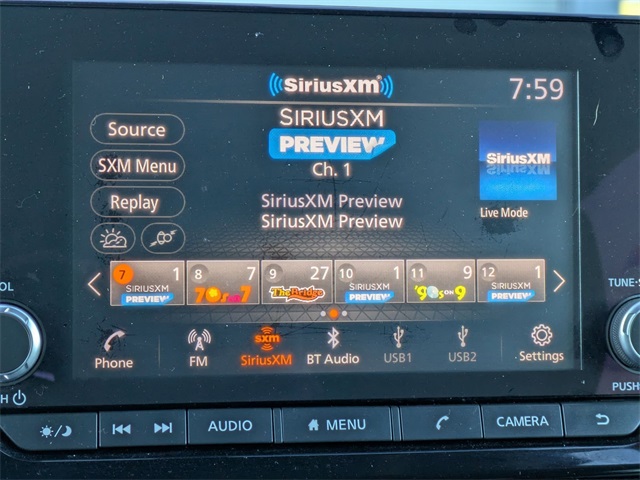 SiriusXM
7:59
SIRIUSXM
PREVIEW
Ch. 1
Source
SXM Menu
Replay
SiriusXM Preview
SiriusXM Preview
SiriusXM
Live Mode
7 1 8 7 9 27 10 1 11 9 12 1
SIRIUSXM PREVIEW 70s on 7 The Bridge SIRIUSXM PREVIEW '90s on 9 SIRIUSXM PREVIEW
Phone FM SiriusXM BT Audio USB1 USB2 Settings
sxm
OL
TUNE·S
H
PUSH
AUDIO MENU CAMERA